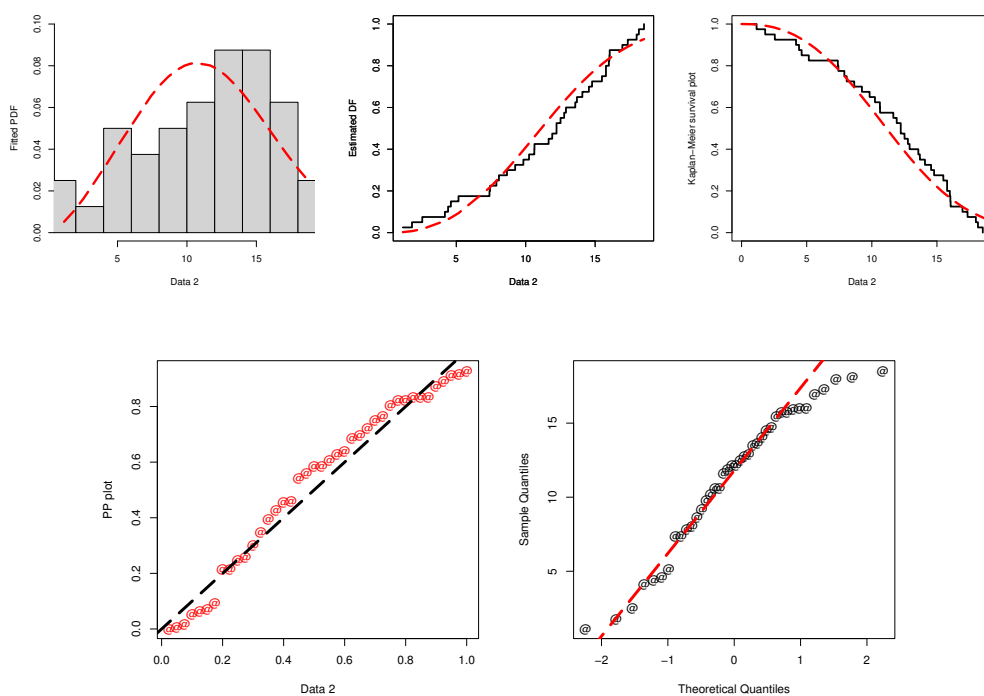 Fitted PDF
0.00 0.02 0.04 0.06 0.08 0.10
5 10 15
Data 2
Estimated DF
0.0 0.2 0.4 0.6 0.8 1.0
5 10 15
Data 2
Kaplan−Meier survival plot
0.0 0.2 0.4 0.6 0.8 1.0
0 5 10 15
Data 2
PP plot
0.0 0.2 0.4 0.6 0.8
0.0 0.2 0.4 0.6 0.8 1.0
Data 2
Sample Quantiles
5 10 15
−2 −1 0 1 2
Theoretical Quantiles